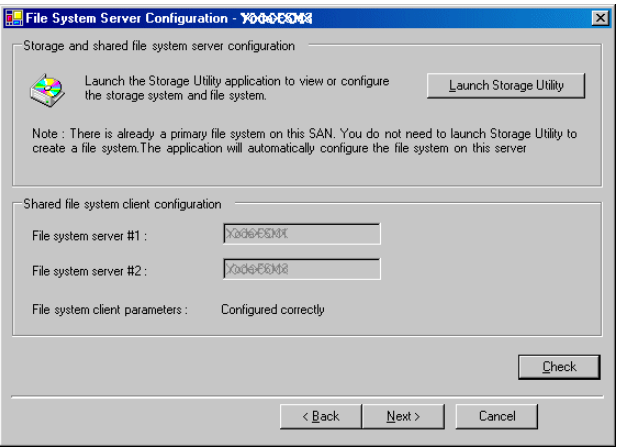 File System Server Configuration -
Storage and shared file system server configuration
Launch the Storage Utility application to view or configure
the storage system and file system.
Launch Storage Utility
Note : There is already a primary file system on this SAN. You do not need to launch Storage Utility to
create a file system.The application will automatically configure the file system on this server
Shared file system client configuration
File system server #1 :
File system server #2 :
File system client parameters : Configured correctly
Check
< Back Next > Cancel